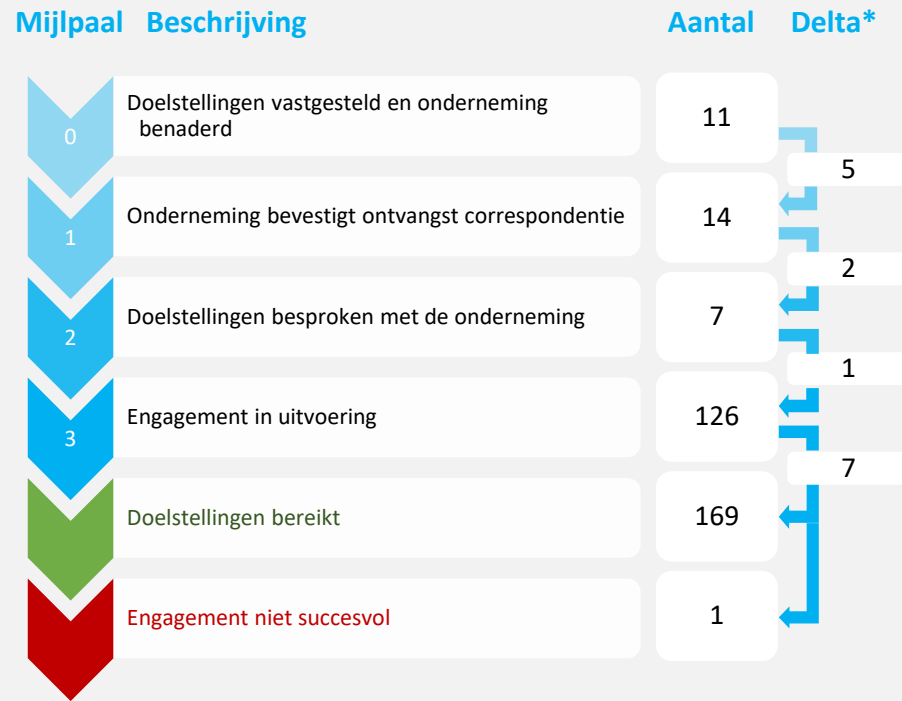 Mijlpaal Beschrijving Aantal Delta*
0 Doelstellingen vastgesteld en onderneming
benaderd 11
5
1 Onderneming bevestigt ontvangst correspondentie 14
2
2 Doelstellingen besproken met de onderneming 7
1
3 Engagement in uitvoering 126
7
Doelstellingen bereikt 169
Engagement niet succesvol 1